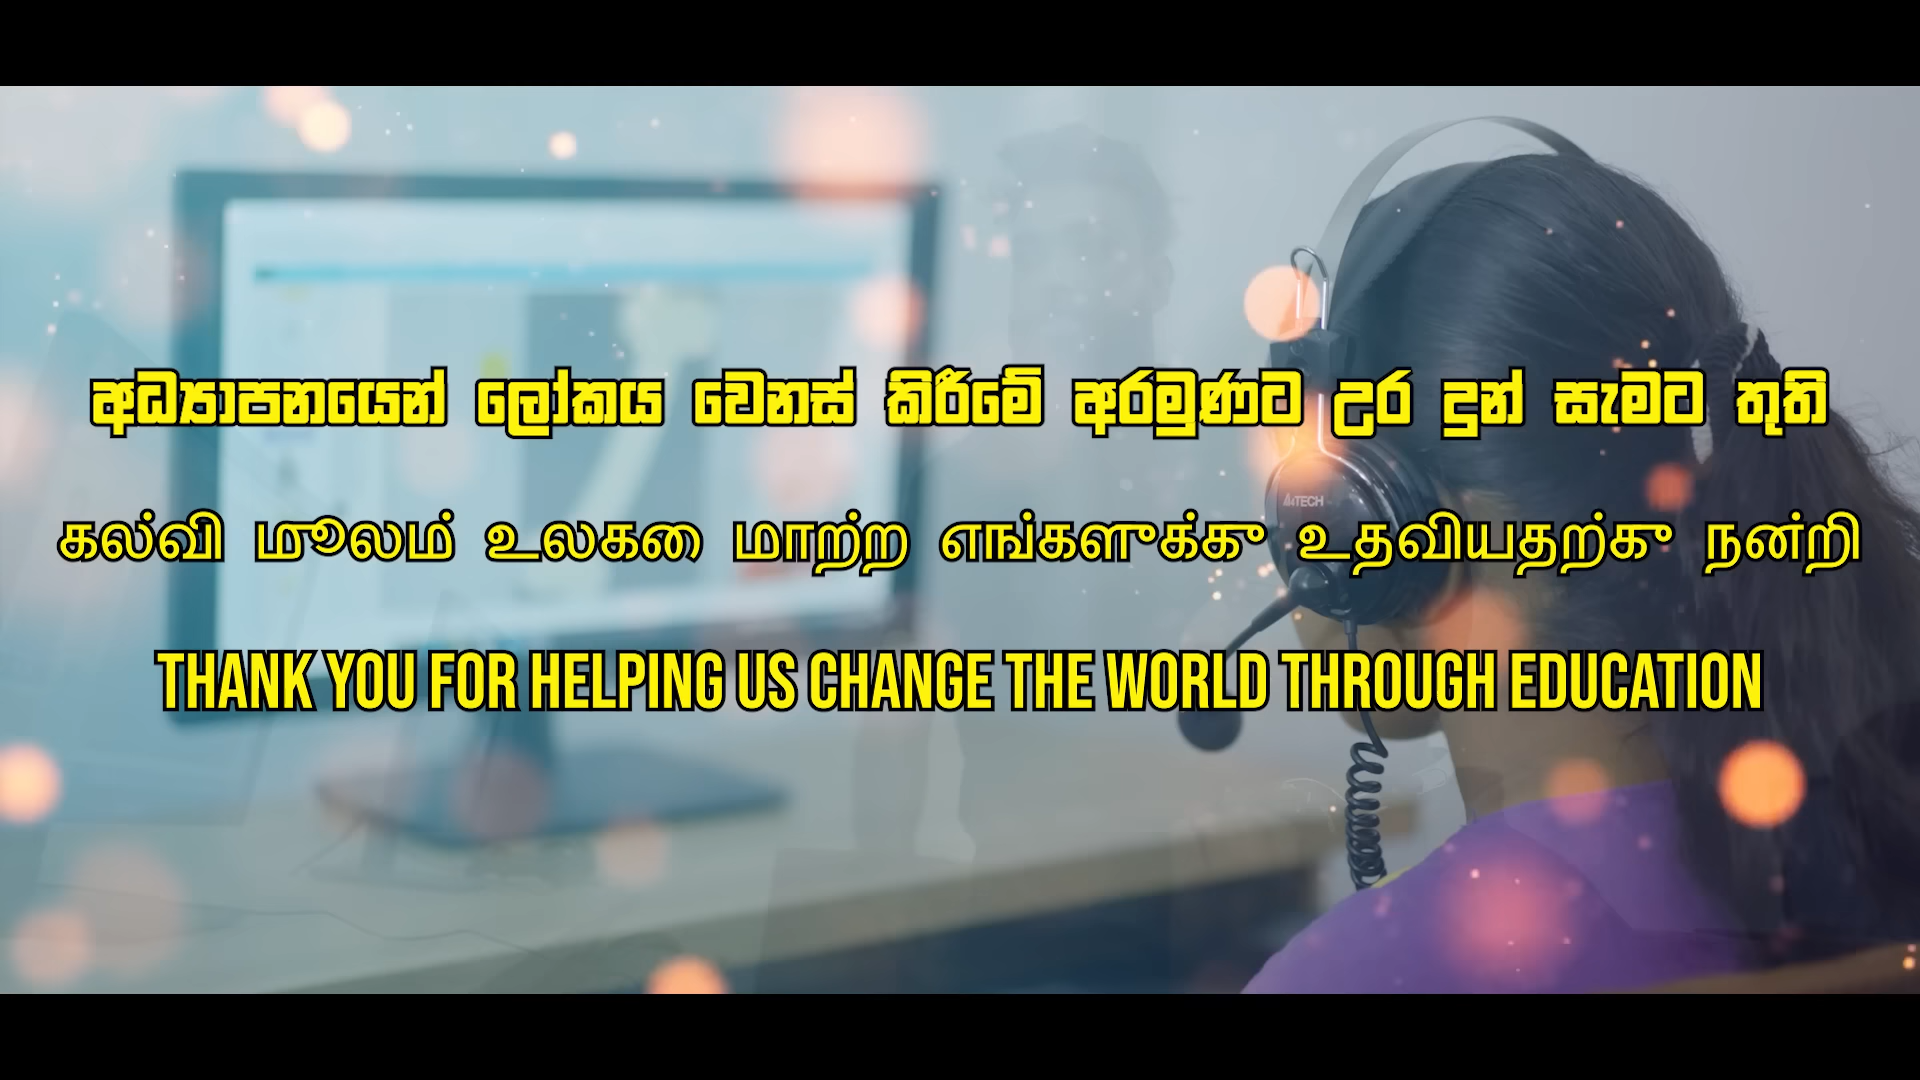 අධ්‍යාපනයෙන් ලෝකය වෙනස් කිරීමේ අරමුණට උර දුන් සැමට තුති
கல்வி மூலம் உலகை மாற்ற எங்களுக்கு உதவியதற்கு நன்றி
A4TECH
THANK YOU FOR HELPING US CHANGE THE WORLD THROUGH EDUCATION